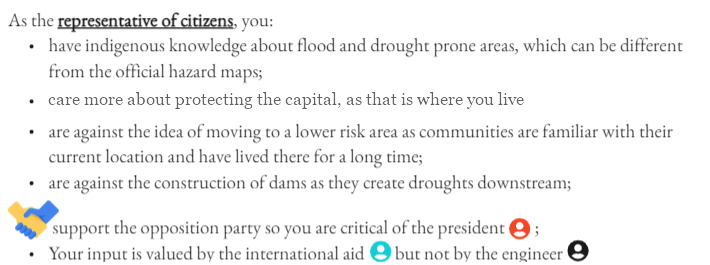 As the representative of citizens, you:
• have indigenous knowledge about flood and drought prone areas, which can be different
from the official hazard maps;
• care more about protecting the capital, as that is where you live
• are against the idea of moving to a lower risk area as communities are familiar with their
current location and have lived there for a long time;
• are against the construction of dams as they create droughts downstream;
support the opposition party so you are critical of the president ;
• Your input is valued by the international aid but not by the engineer